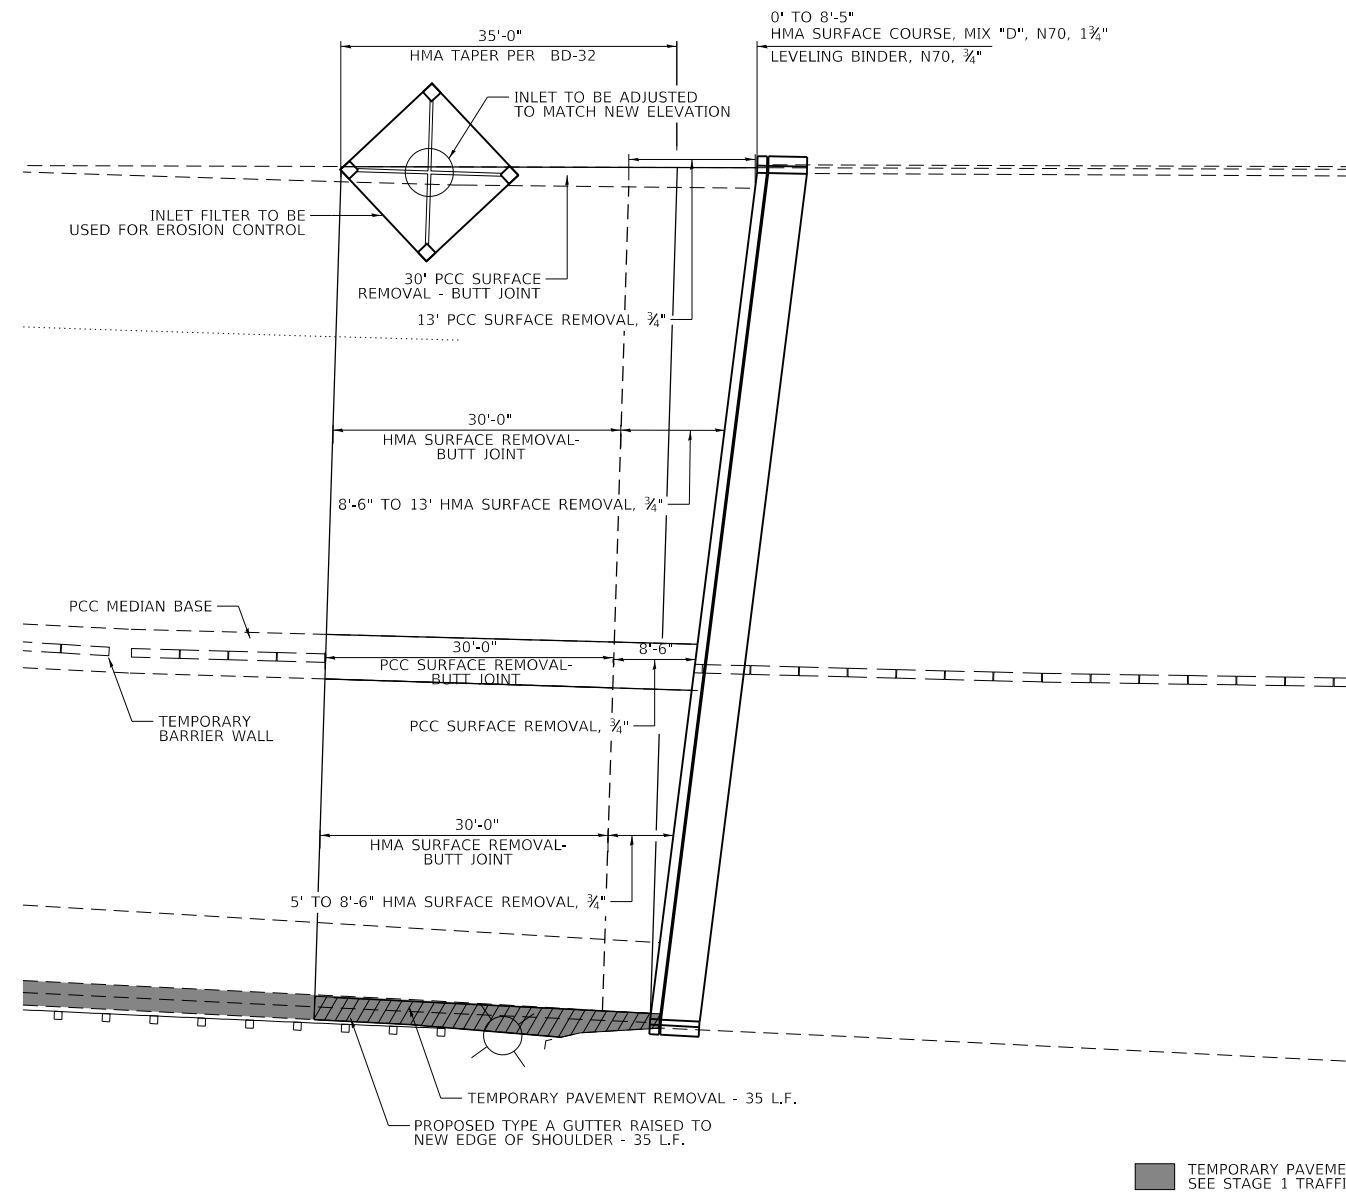 35'-0"
HMA TAPER PER BD-32
0' TO 8'-5"
HMA SURFACE COURSE, MIX "D", N70, 1¾"
LEVELING BINDER, N70, ¾"
INLET TO BE ADJUSTED
TO MATCH NEW ELEVATION
INLET FILTER TO BE
USED FOR EROSION CONTROL
30' PCC SURFACE
REMOVAL - BUTT JOINT
13' PCC SURFACE REMOVAL, ¾"
30'-0"
HMA SURFACE REMOVAL-
BUTT JOINT
8'-6" TO 13' HMA SURFACE REMOVAL, ¾"
PCC MEDIAN BASE
30'-0"
PCC SURFACE REMOVAL-
BUTT JOINT
8'-6"
TEMPORARY
BARRIER WALL
PCC SURFACE REMOVAL, ¾"
30'-0"
HMA SURFACE REMOVAL-
BUTT JOINT
5' TO 8'-6" HMA SURFACE REMOVAL, ¾"
TEMPORARY PAVEMENT REMOVAL - 35 L.F.
PROPOSED TYPE A GUTTER RAISED TO
NEW EDGE OF SHOULDER - 35 L.F.
TEMPORARY PAVEME
SEE STAGE 1 TRAFFI